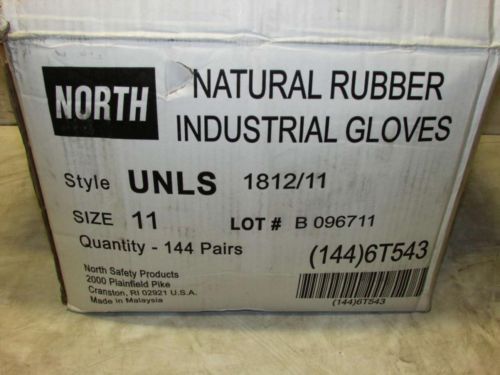 NORTH
NATURAL RUBBER
INDUSTRIAL GLOVES
Style UNLS 1812/11
SIZE 11 LOT # B 096711
Quantity - 144 Pairs
(144)6T543
North Safety Products
2000 Plainfield Pike
Cranston, RI 02921 U.S.A.
Made in Malaysia
(144)6T543